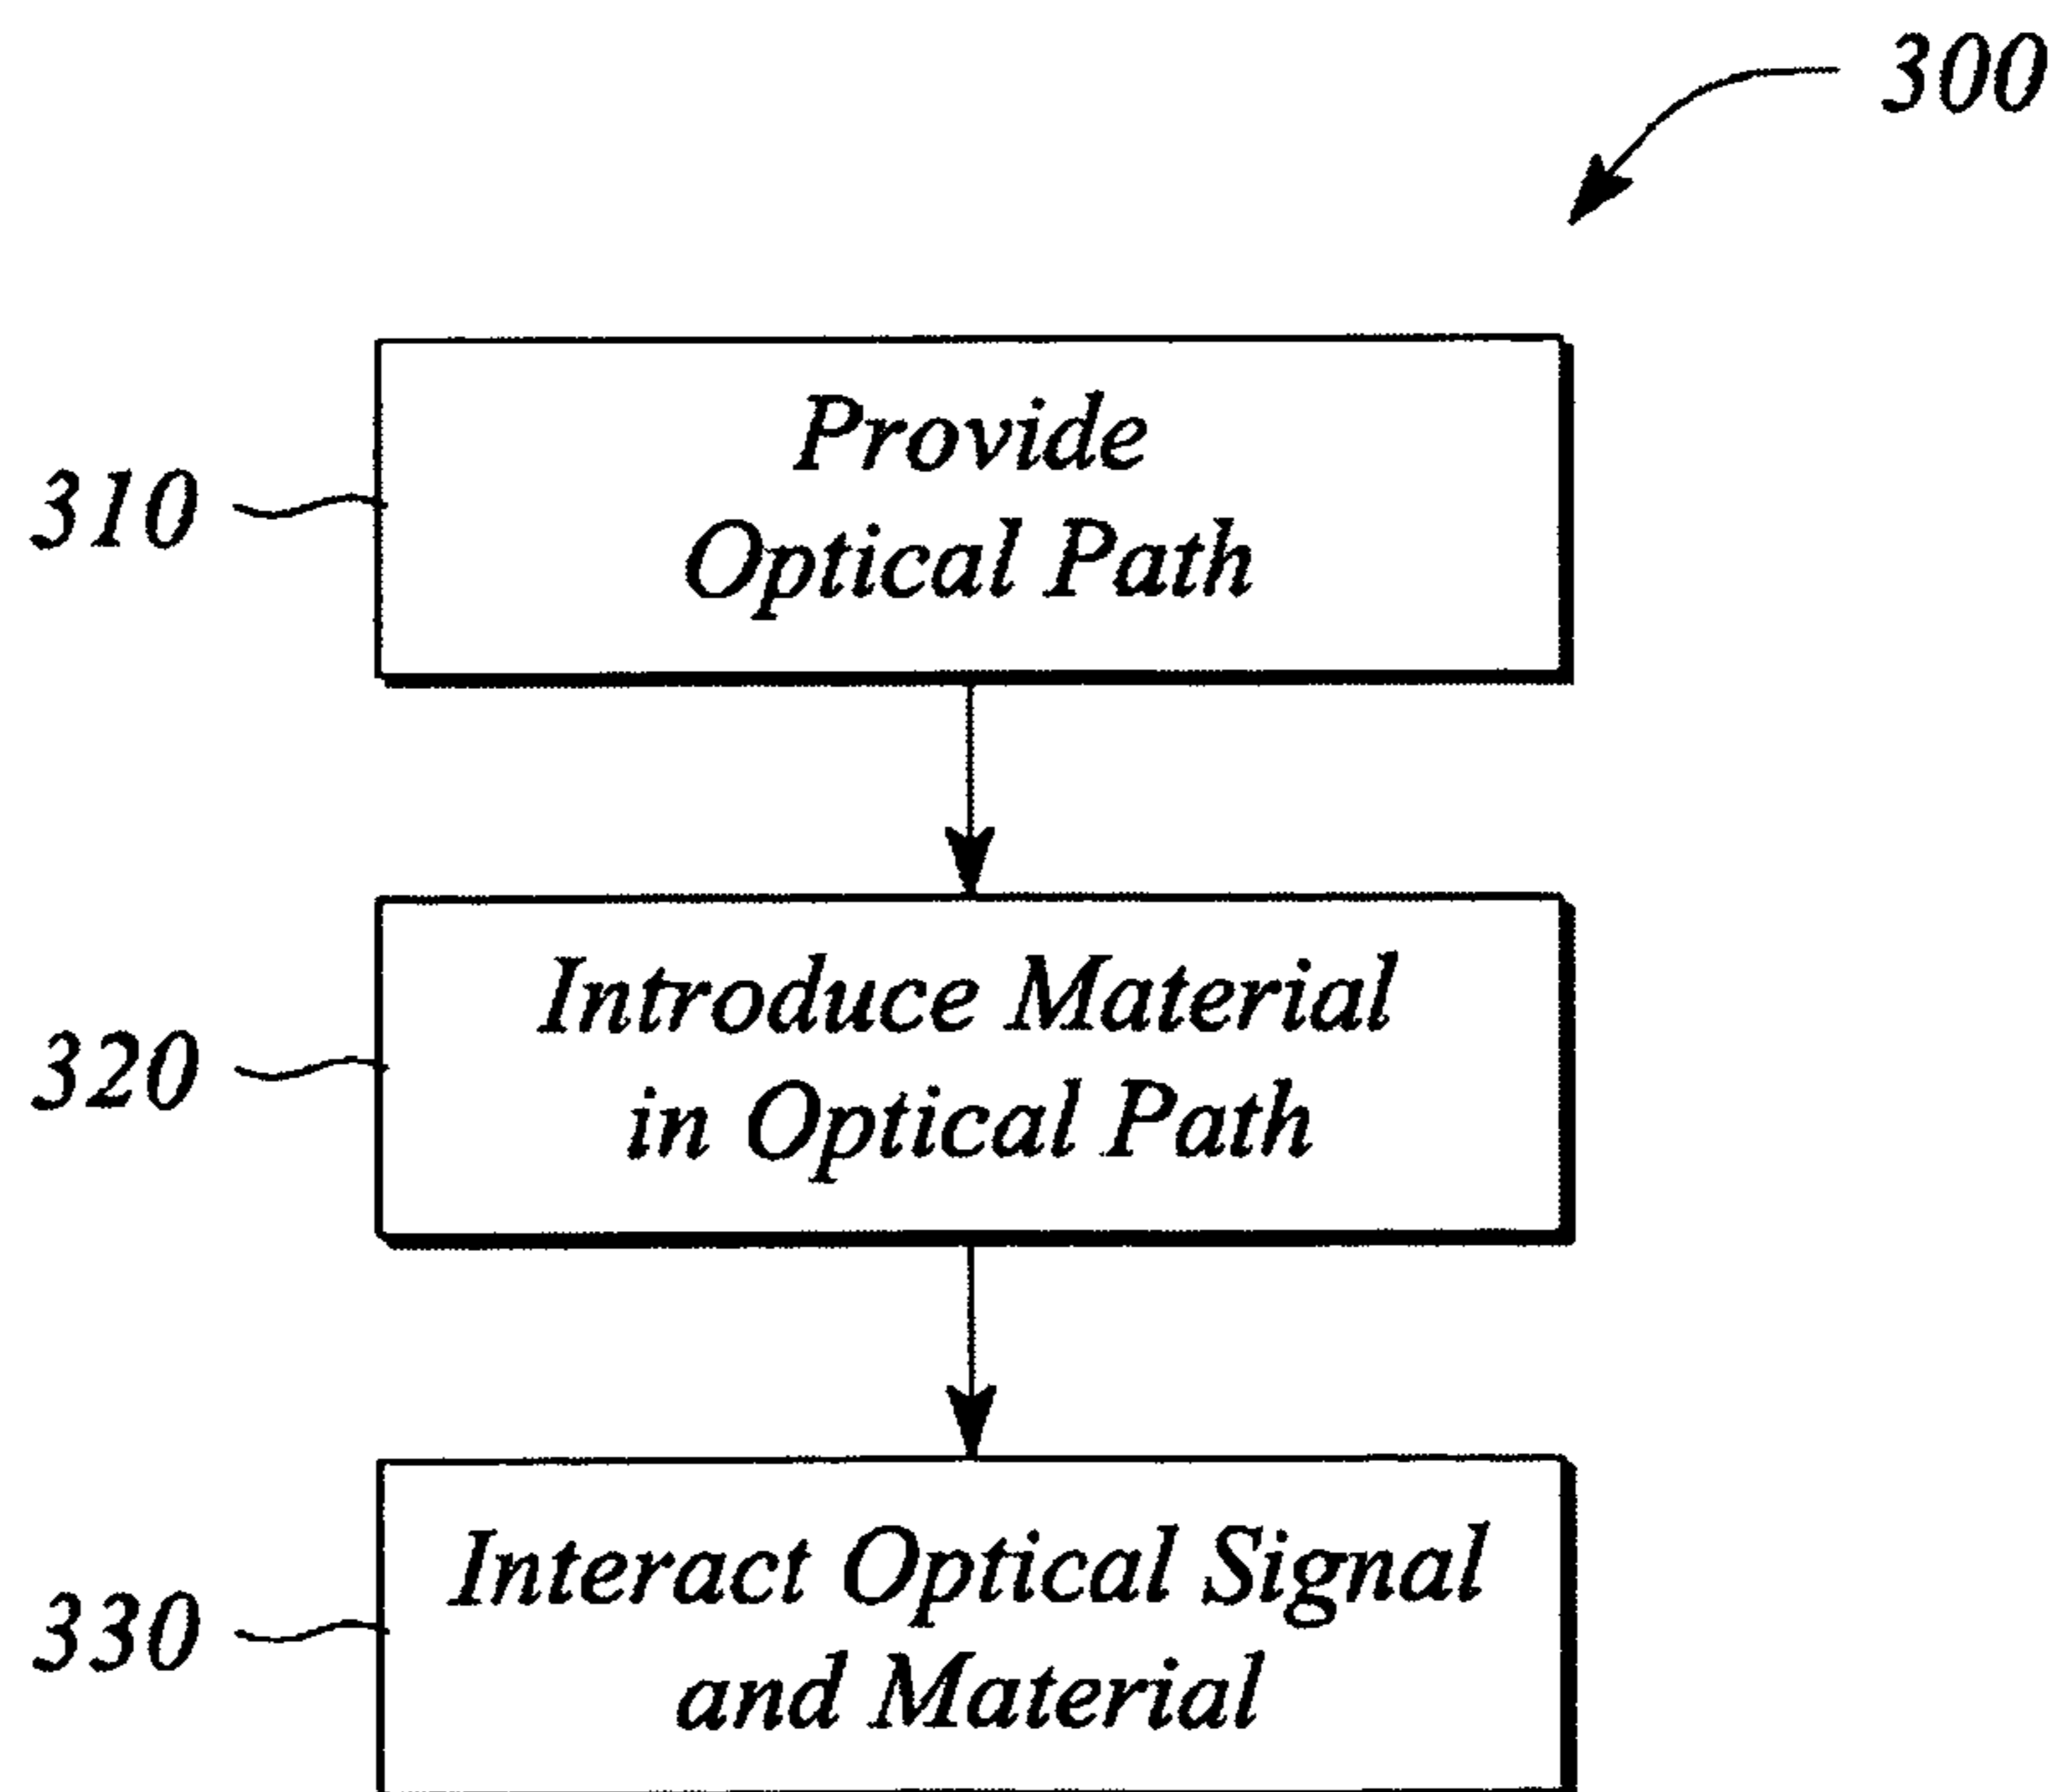 300
310
Provide
Optical Path
320
Introduce Material
in Optical Path
330
Interact Optical Signal
and Material